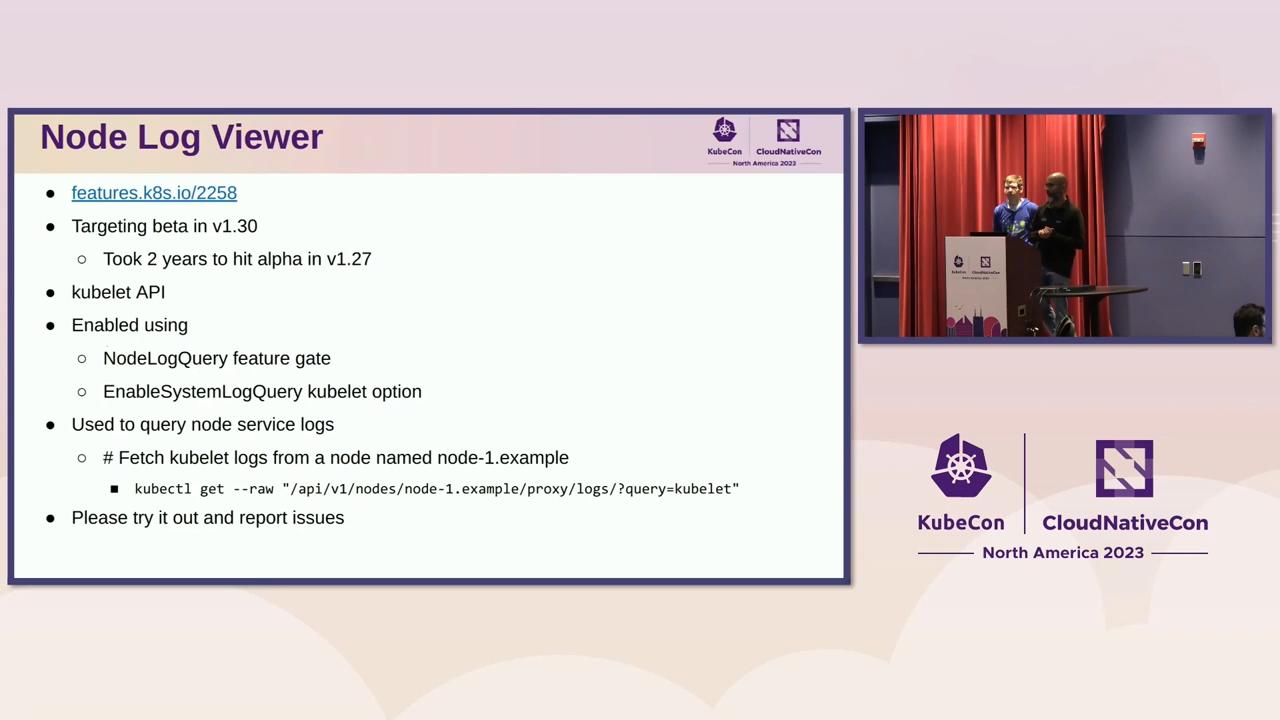 Node Log Viewer
KubeCon
CloudNativeCon
North America 2023
● features.k8s.io/2258
● Targeting beta in v1.30
○ Took 2 years to hit alpha in v1.27
● kubelet API
● Enabled using
○ NodeLogQuery feature gate
○ EnableSystemLogQuery kubelet option
● Used to query node service logs
○ # Fetch kubelet logs from a node named node-1.example
■ kubectl get --raw "/api/v1/nodes/node-1.example/proxy/logs/?query=kubelet"
● Please try it out and report issues
KubeCon
CloudNativeCon
North America 2023